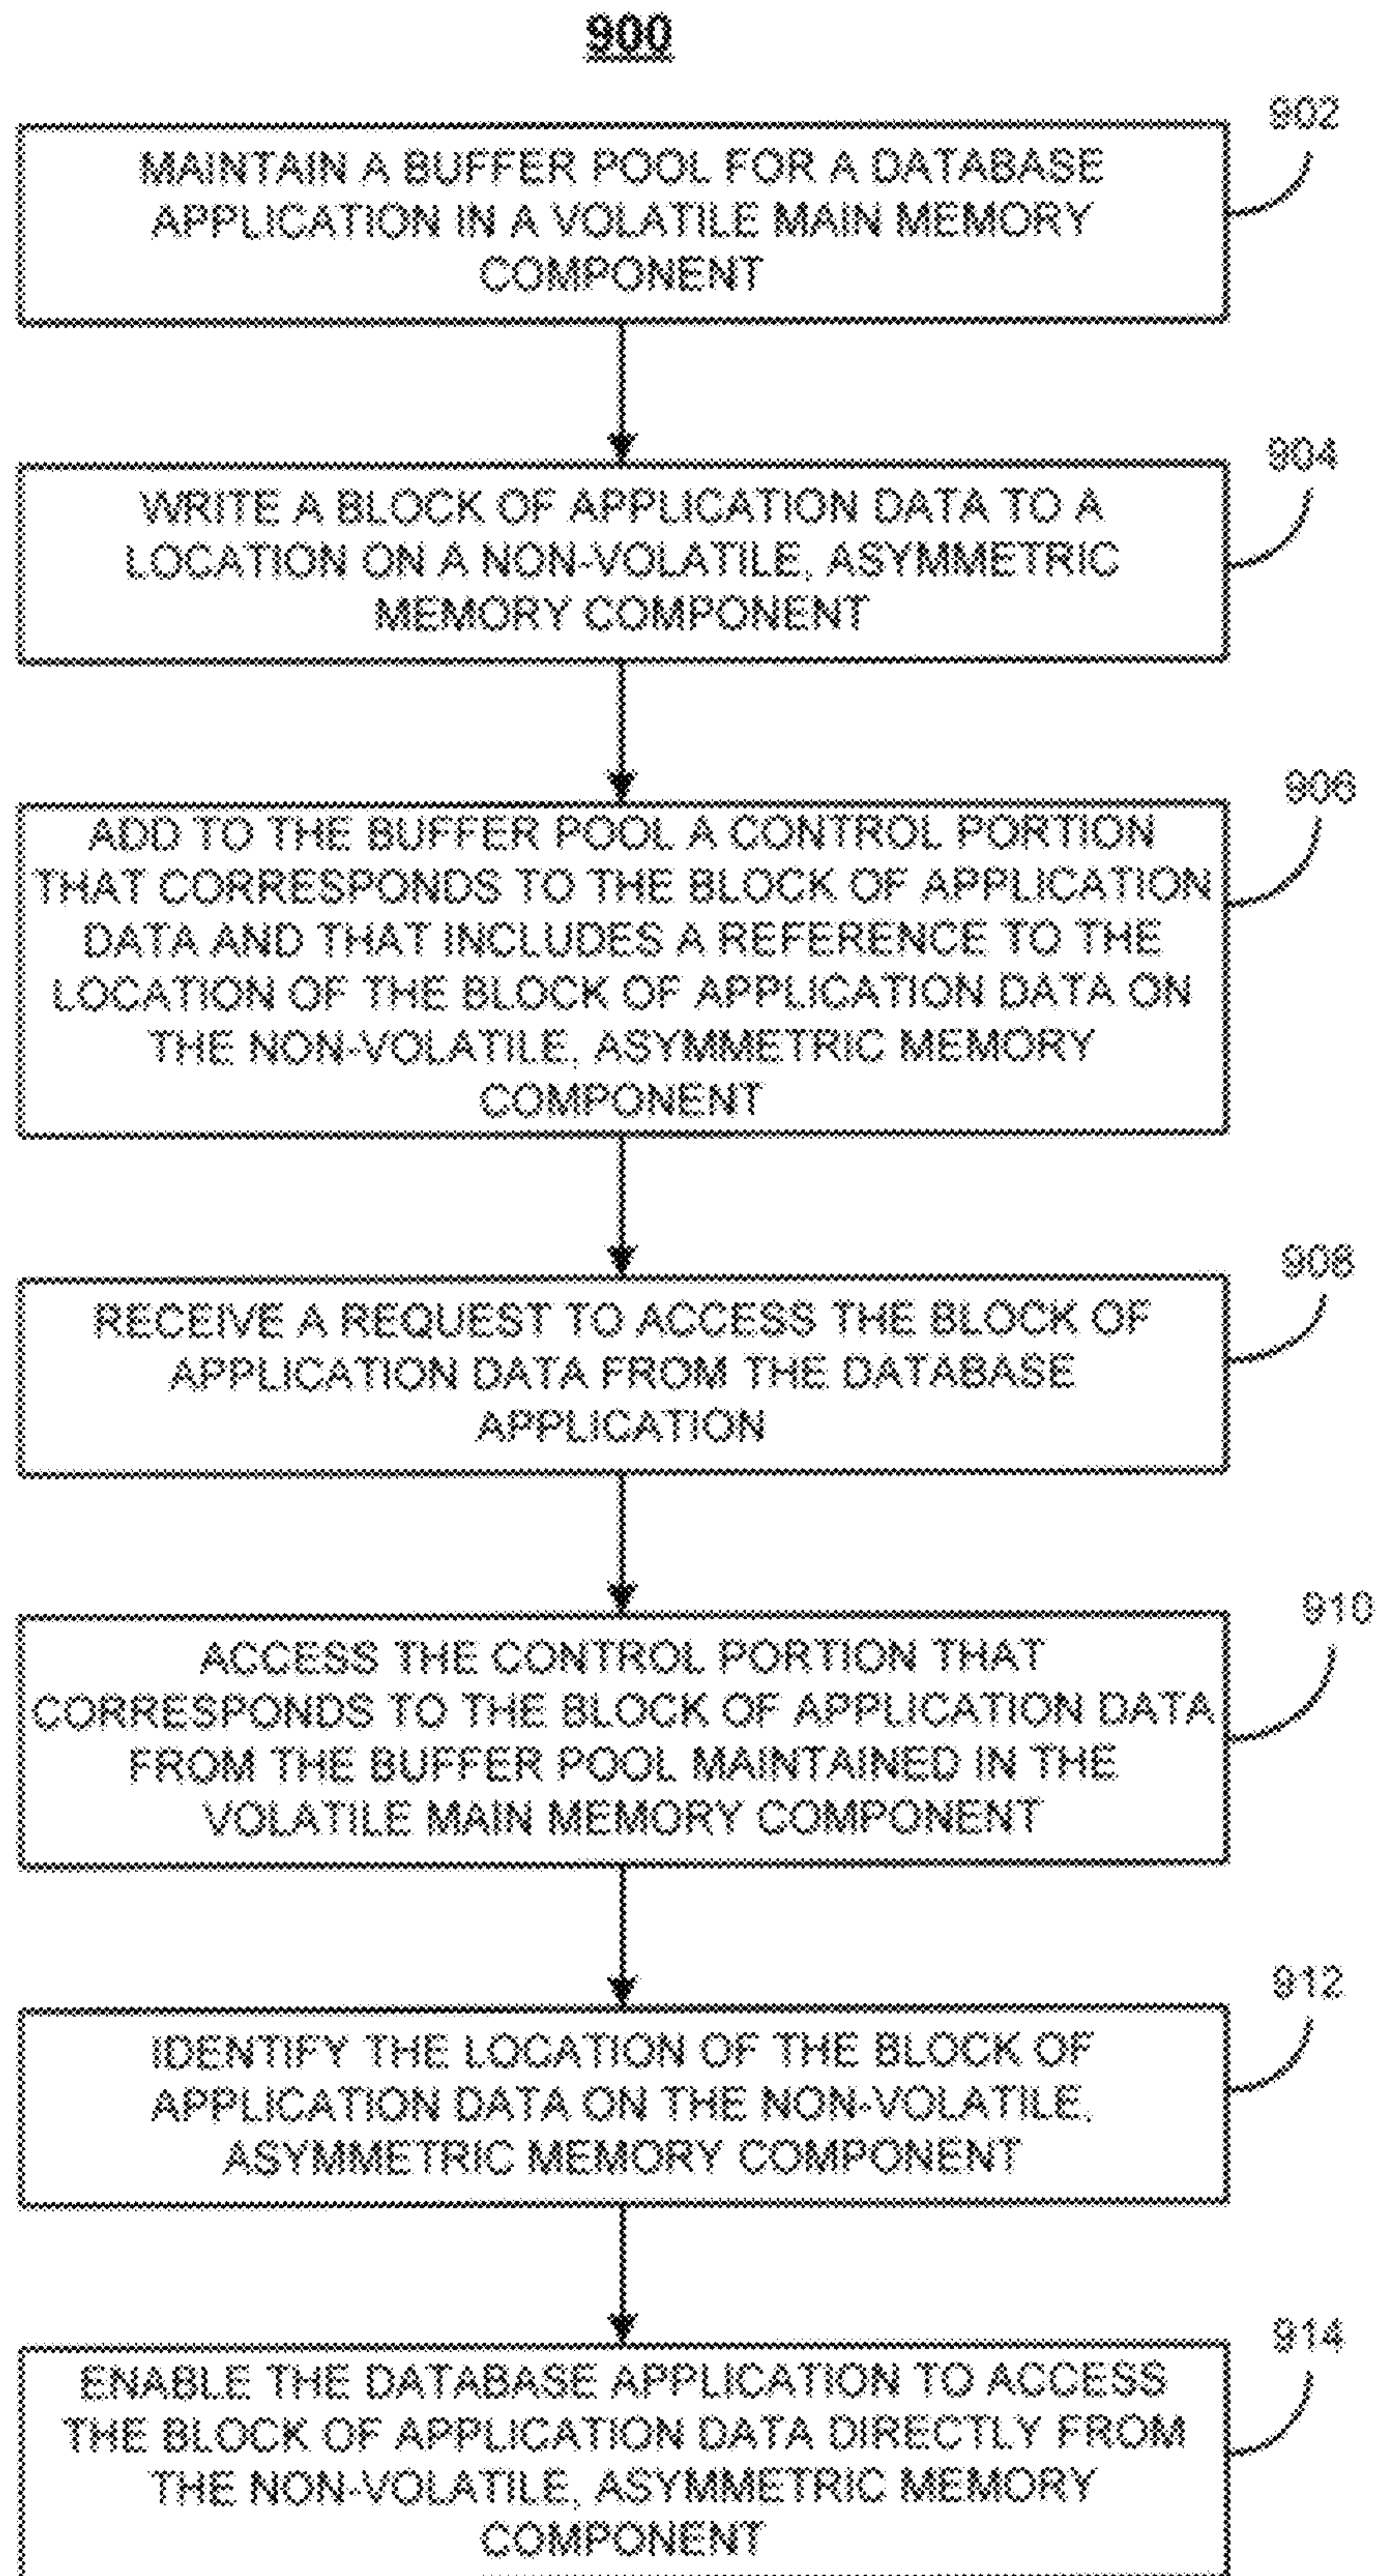 900
902
MAINTAIN A BUFFER POOL FOR A DATABASE
APPLICATION IN A VOLATILE MAIN MEMORY
COMPONENT
904
WRITE A BLOCK OF APPLICATION DATA TO A
LOCATION ON A NON-VOLATILE, ASYMMETRIC
MEMORY COMPONENT
906
ADD TO THE BUFFER POOL A CONTROL PORTION
THAT CORRESPONDS TO THE BLOCK OF APPLICATION
DATA AND THAT INCLUDES A REFERENCE TO THE
LOCATION OF THE BLOCK OF APPLICATION DATA ON
THE NON-VOLATILE, ASYMMETRIC MEMORY
COMPONENT
908
RECEIVE A REQUEST TO ACCESS THE BLOCK OF
APPLICATION DATA FROM THE DATABASE
APPLICATION
910
ACCESS THE CONTROL PORTION THAT
CORRESPONDS TO THE BLOCK OF APPLICATION DATA
FROM THE BUFFER POOL MAINTAINED IN THE
VOLATILE MAIN MEMORY COMPONENT
912
IDENTIFY THE LOCATION OF THE BLOCK OF
APPLICATION DATA ON THE NON-VOLATILE,
ASYMMETRIC MEMORY COMPONENT
914
ENABLE THE DATABASE APPLICATION TO ACCESS
THE BLOCK OF APPLICATION DATA DIRECTLY FROM
THE NON-VOLATILE, ASYMMETRIC MEMORY
COMPONENT